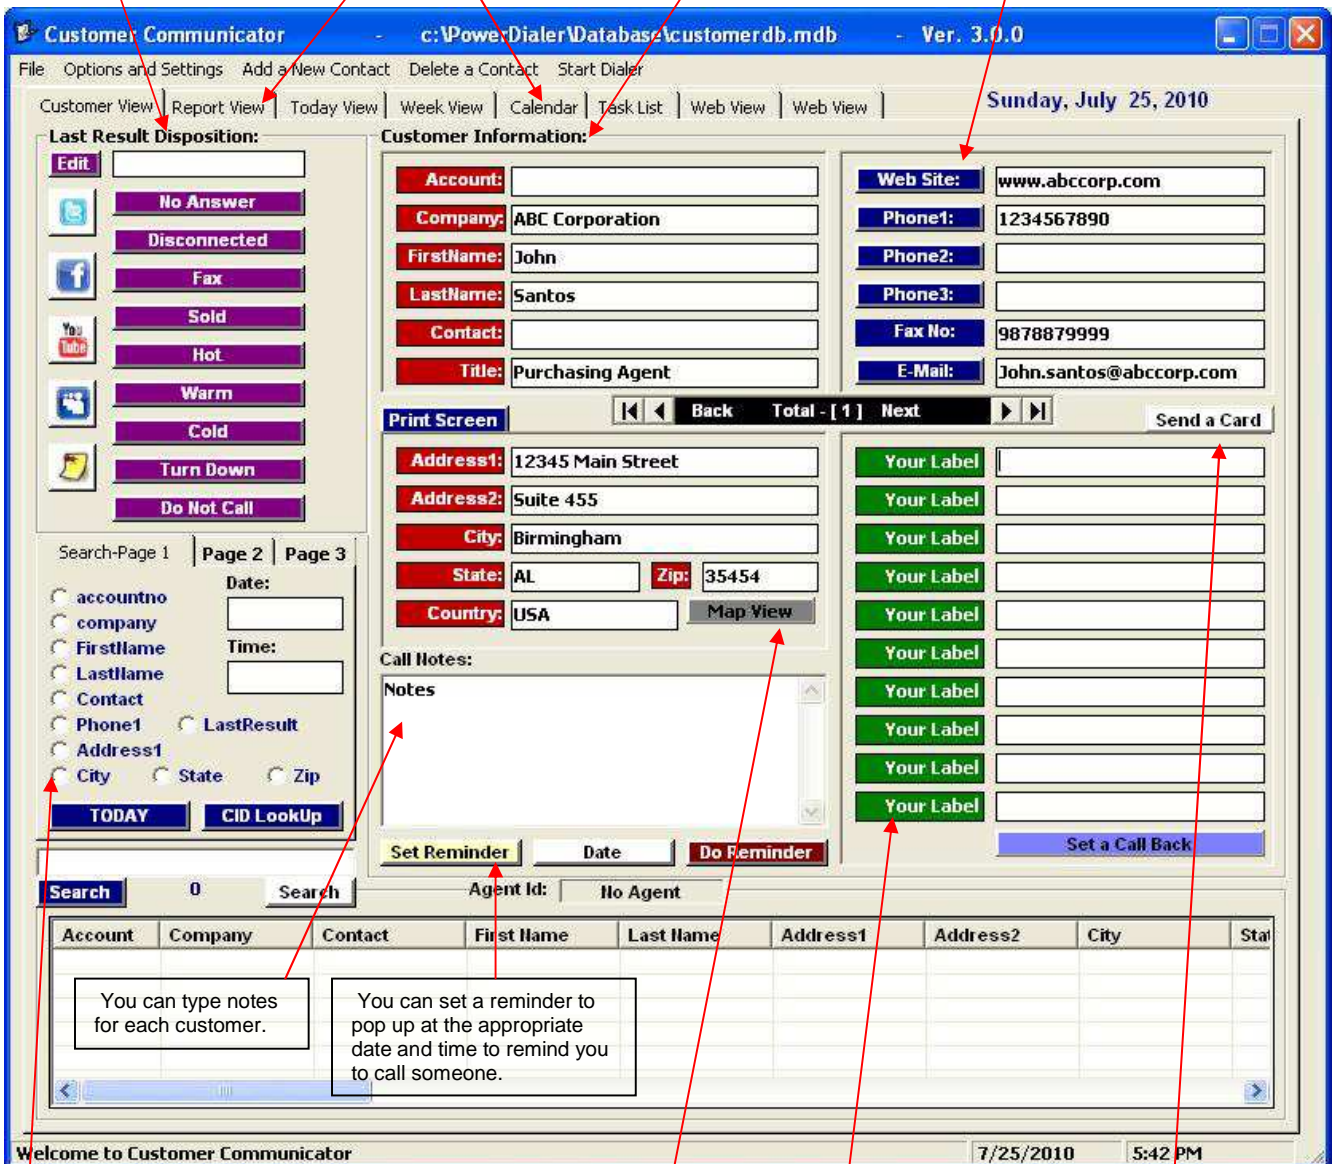 Customer Communicator - c:\PowerDialer\Database\customerdb.mdb - Ver. 3.0.0
File Options and Settings Add a New Contact Delete a Contact Start Dialer
Customer View Report View Today View Week View Calendar Task List Web View Web View Sunday, July 25, 2010
Last Result Disposition:
Edit
No Answer
Disconnected
Fax
Sold
You Tube
Hot
Warm
Cold
Turn Down
Do Not Call
Customer Information:
Account:
Company: ABC Corporation
FirstName: John
LastName: Santos
Contact:
Title: Purchasing Agent
Web Site: www.abccorp.com
Phone1: 1234567890
Phone2:
Phone3:
Fax No: 9878879999
E-Mail: John.santos@abccorp.com
Print Screen Back Total - [ 1 ] Next Send a Card
Address1: 12345 Main Street
Address2: Suite 455
City: Birmingham
State: AL Zip: 35454
Country: USA Map View
Your Label
Your Label
Your Label
Your Label
Your Label
Your Label
Your Label
Your Label
Your Label
Your Label
Set a Call Back
Search-Page 1 Page 2 Page 3
Date:
accountno
company
FirstName Time:
LastName
Contact
Phone1 LastResult
Address1
City State Zip
TODAY CID LookUp
Call Notes:
Notes
Set Reminder Date Do Reminder
Search 0 Search Agent Id: No Agent
Account Company Contact First Name Last Name Address1 Address2 City Stat
You can type notes
for each customer.
You can set a reminder to
pop up at the appropriate
date and time to remind you
to call someone.
Welcome to Customer Communicator 7/25/2010 5:42 PM